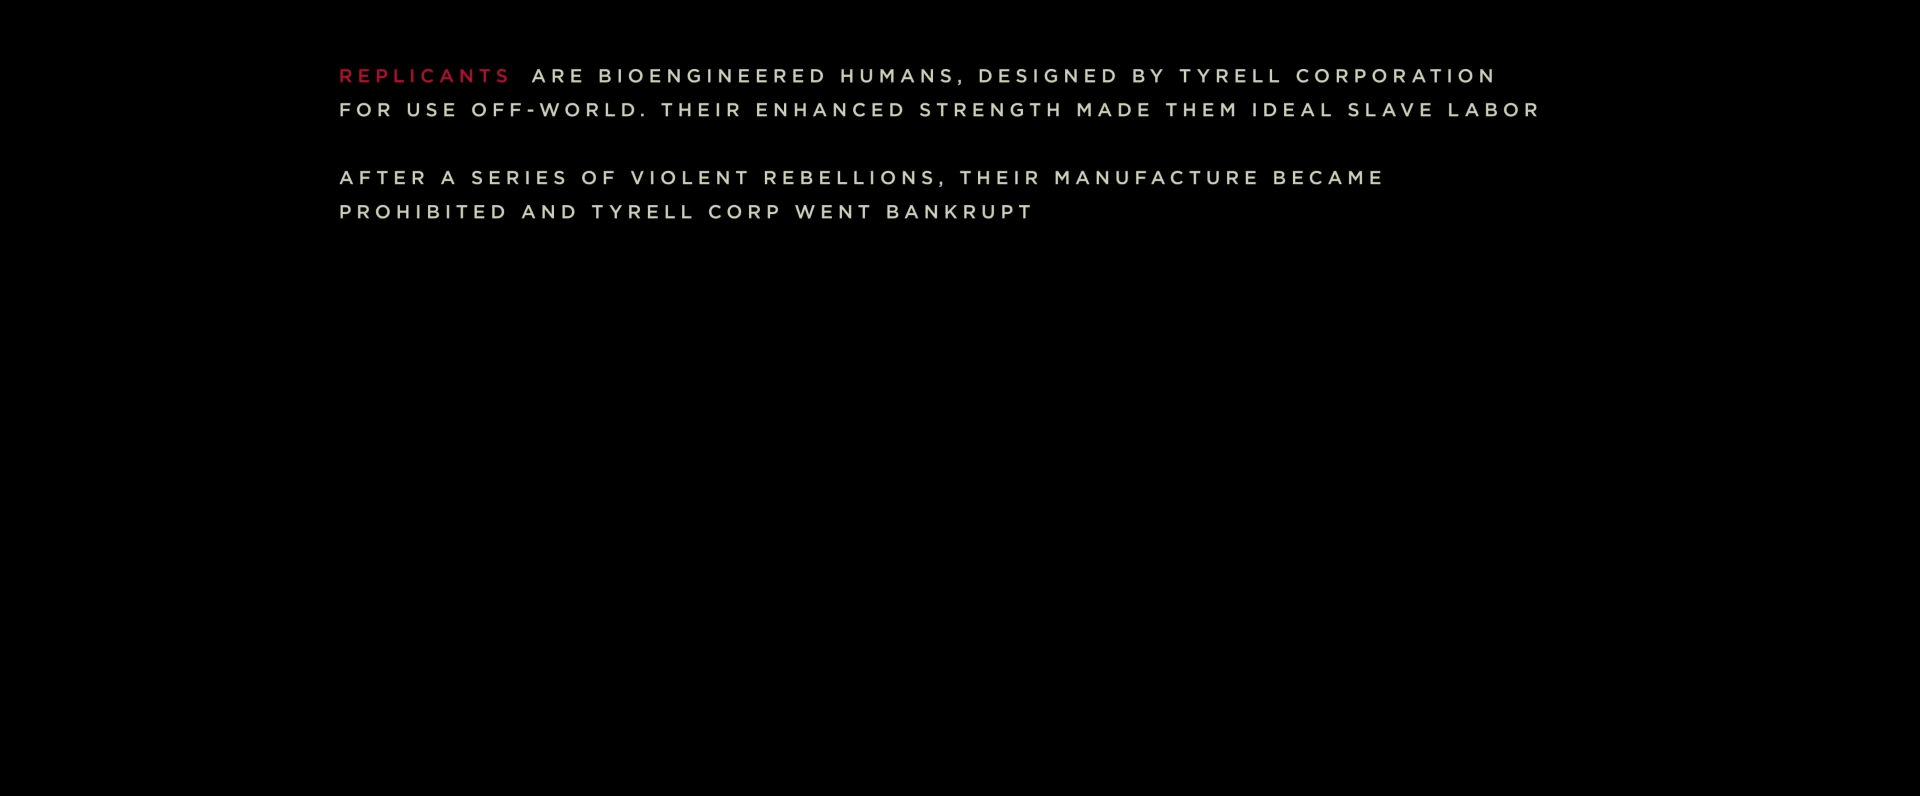 REPLICANTS ARE BIOENGINEERED HUMANS, DESIGNED BY TYRELL CORPORATION
FOR USE OFF-WORLD. THEIR ENHANCED STRENGTH MADE THEM IDEAL SLAVE LABOR
AFTER A SERIES OF VIOLENT REBELLIONS, THEIR MANUFACTURE BECAME
PROHIBITED AND TYRELL CORP WENT BANKRUPT